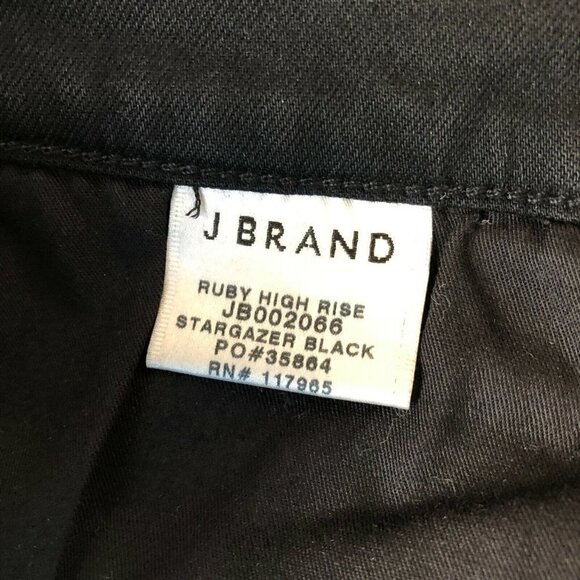 J BRAND
RUBY HIGH RISE
JB002066
STARGAZER BLACK
PO#35864
RN# 117965